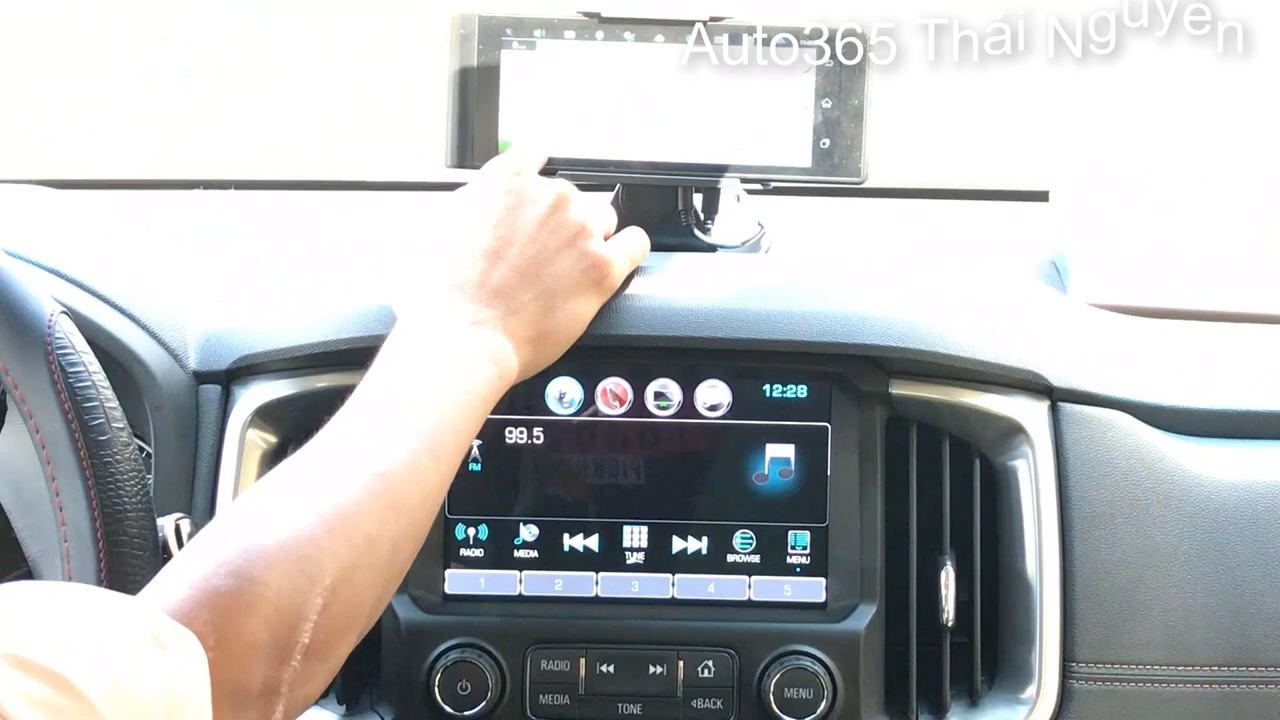 Auto365 Thái Nguyên
12:28
99.5
FM
RADIO MEDIA TUNE BROWSE MENU
1 2 3 4 5
RADIO
MEDIA TONE BACK
MENU